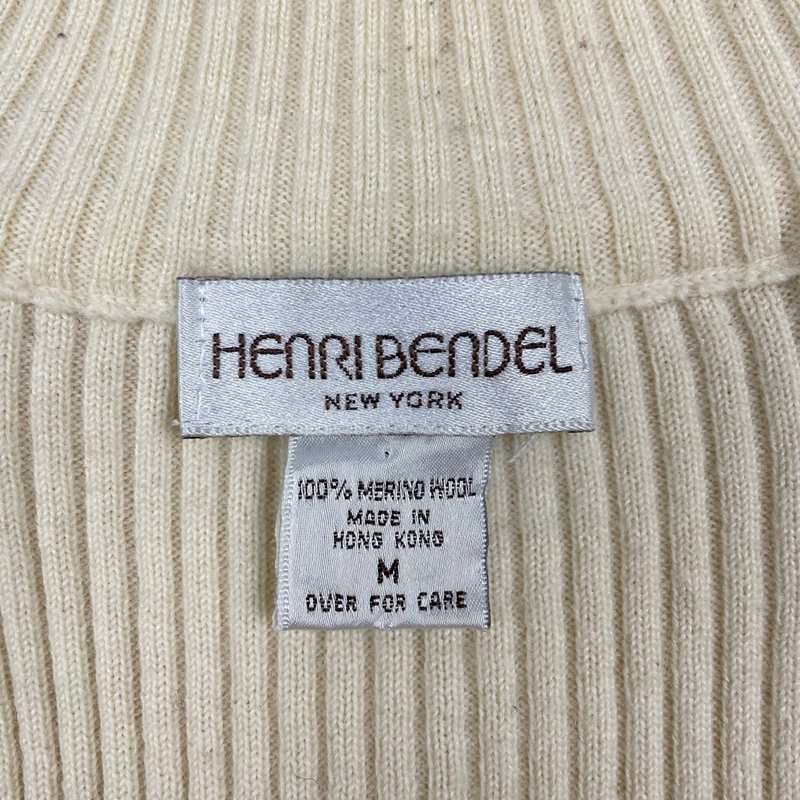 HENRI BENDEL
NEW YORK
100% MERINO WOOL
MADE IN
HONG KONG
M
OVER FOR CARE